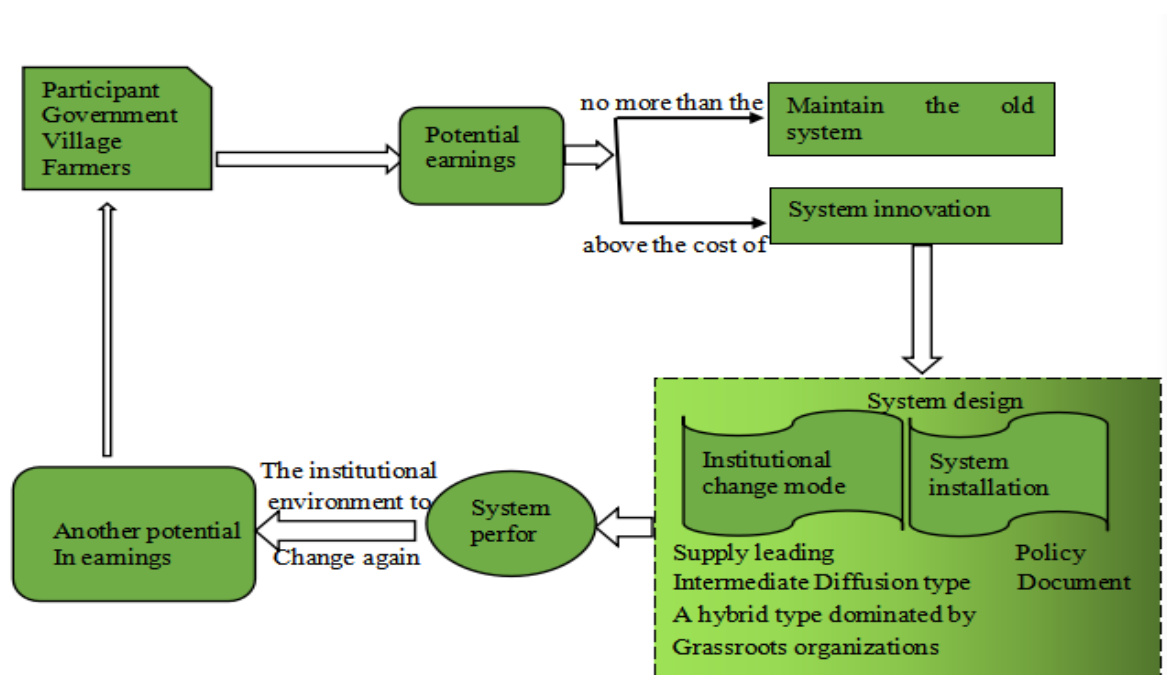 Participant
Government
Village
Farmers
Potential
earnings
no more than the
Maintain the old
system
System innovation
above the cost of
System design
Institutional
change mode
System
installation
Supply leading
Intermediate Diffusion type
A hybrid type dominated by
Grassroots organizations
Policy
Document
System
perfor
The institutional
environment to
Change again
Another potential
In earnings